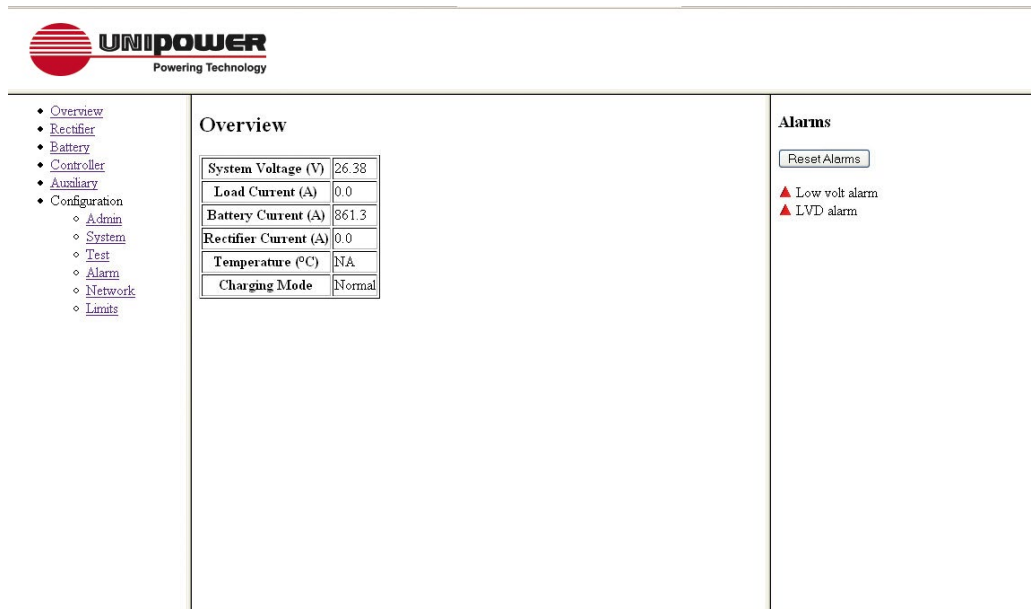 UNIPOWER
Powering Technology
Overview
Rectifier
Battery
Controller
Auxiliary
Configuration
Admin
System
Test
Alarm
Network
Limits
Overview
System Voltage (V) 26.38
Load Current (A) 0.0
Battery Current (A) 861.3
Rectifier Current (A) 0.0
Temperature (ºC) NA
Charging Mode Normal
Alarms
Reset Alarms
Low volt alarm
LVD alarm